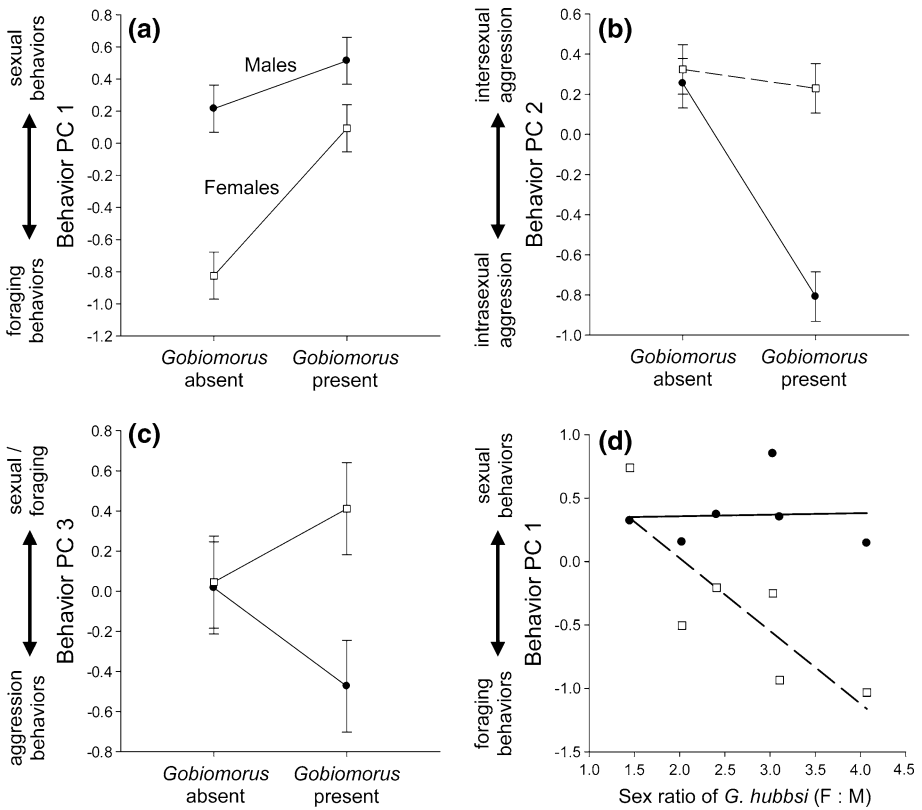 (a)
sexual
behaviors
foraging
behaviors
Behavior PC 1
0.8
0.6
0.4
0.2
0.0
-0.2
-0.4
-0.6
-0.8
-1.0
-1.2
Males
Females
Gobiomorus
absent
Gobiomorus
present
(b)
intersexual
aggression
intrasexual
aggression
Behavior PC 2
0.6
0.4
0.2
0.0
-0.2
-0.4
-0.6
-0.8
-1.0
Gobiomorus
absent
Gobiomorus
present
(c)
sexual /
foraging
aggression
behaviors
Behavior PC 3
0.8
0.6
0.4
0.2
0.0
-0.2
-0.4
-0.6
-0.8
Gobiomorus
absent
Gobiomorus
present
(d)
sexual
behaviors
foraging
behaviors
Behavior PC 1
1.0
0.5
0.0
-0.5
-1.0
-1.5
1.0 1.5 2.0 2.5 3.0 3.5 4.0 4.5
Sex ratio of G. hubbsi (F : M)